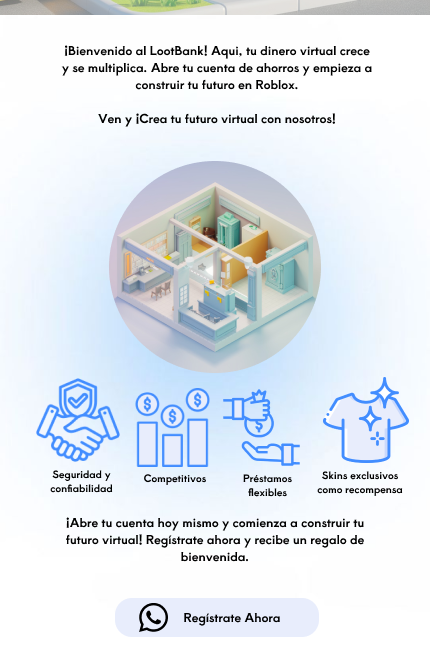 ¡Bienvenido al LootBank! Aqui, tu dinero virtual crece
y se multiplica. Abre tu cuenta de ahorros y empieza a
construir tu futuro en Roblox.
Ven y ¡Crea tu futuro virtual con nosotros!
Seguridad y
confiabilidad
Competitivos
Préstamos
flexibles
Skins exclusivos
como recompensa
¡Abre tu cuenta hoy mismo y comienza a construir tu
futuro virtual! Regístrate ahora y recibe un regalo de
bienvenida.
Regístrate Ahora